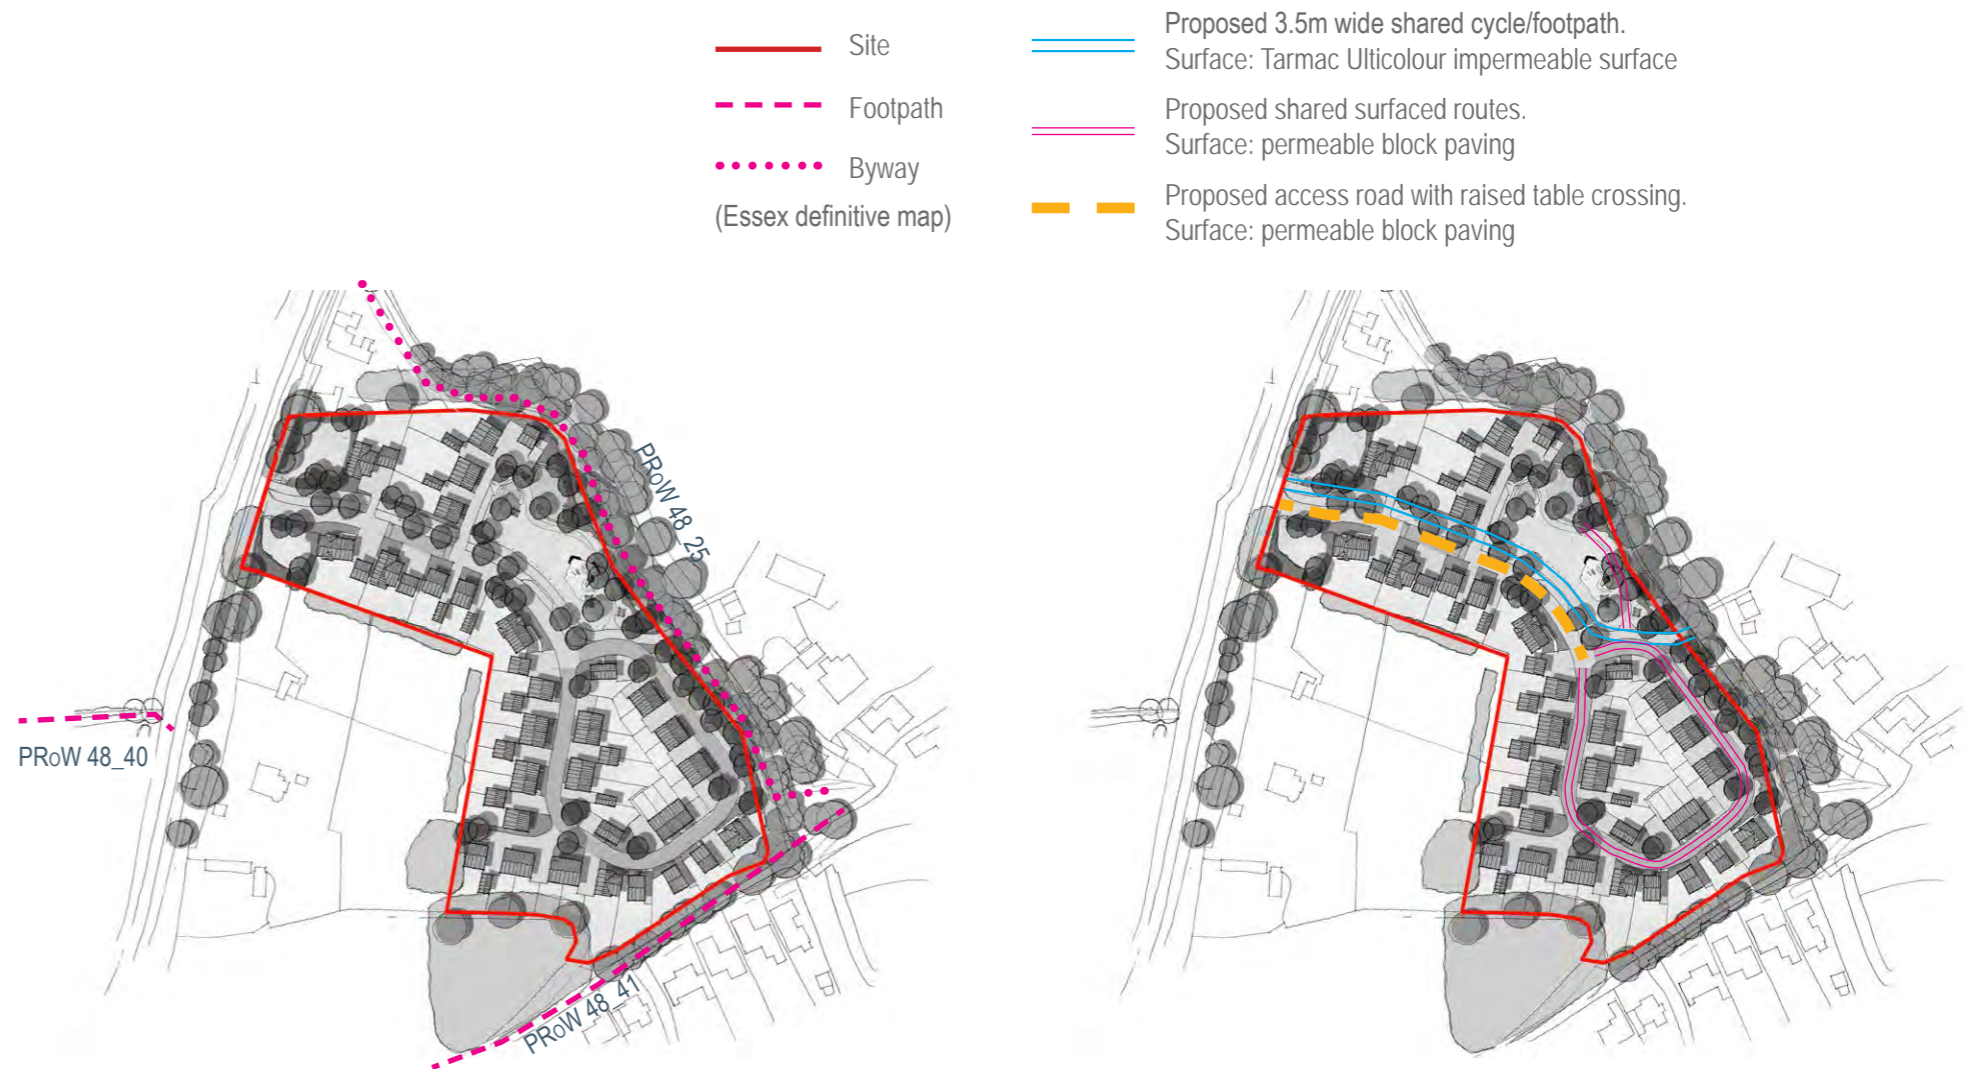 Site
Footpath
Byway
(Essex definitive map)
Proposed 3.5m wide shared cycle/footpath.
Surface: Tarmac Ulticolour impermeable surface
Proposed shared surfaced routes.
Surface: permeable block paving
Proposed access road with raised table crossing.
Surface: permeable block paving
PRoW 48_25
PRoW 48_40
PRoW 48_41